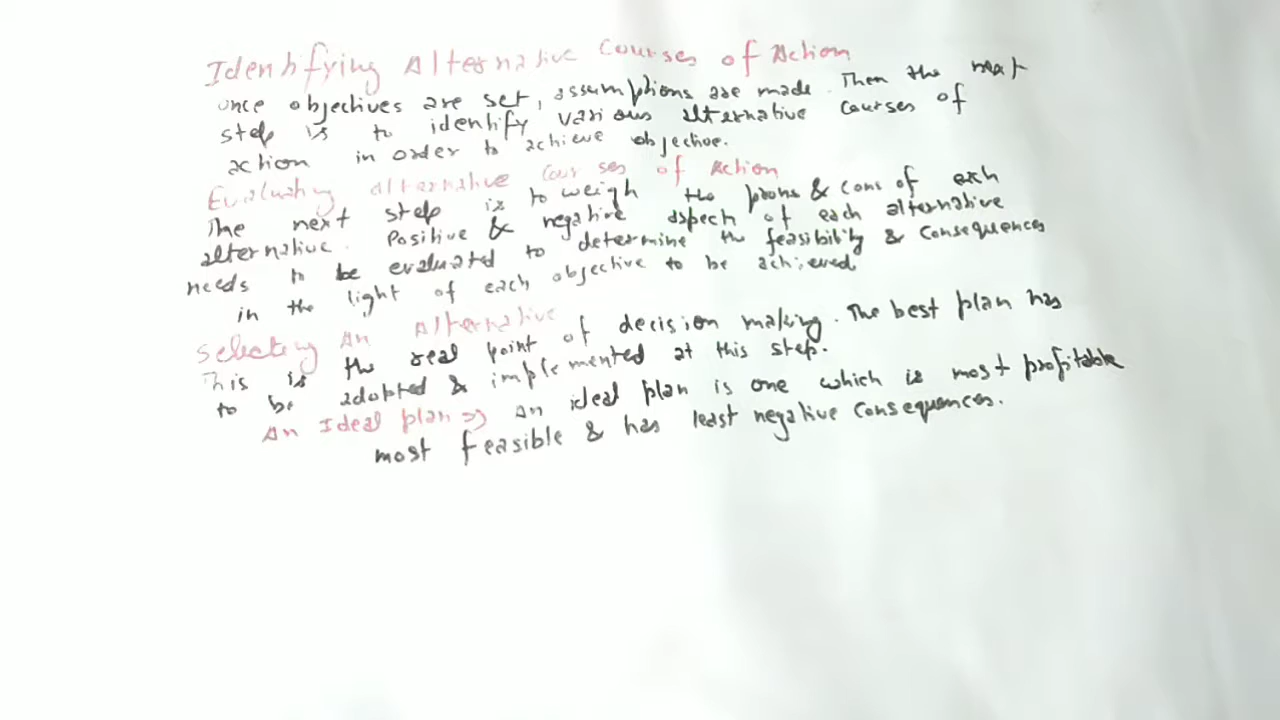 Identifying Alternative Courses of Action
once objectives are set, assumptions are made. Then the next
step is to identify various alternative courses of
action in order to achieve objective.
Evaluating alternative Courses of Action
The next step is to weigh the prons & cons of each
alternative. Positive & negative aspects of each alternative
needs to be evaluated to determine the feasibility & Consequences
in the light of each objective to be achieved.
Selecting An Alternative
This is the real point of decision making. The best plan has
to be adopted & implemented at this step.
An Ideal plan => An ideal plan is one which is most profitable
most feasible & has least negative consequences.